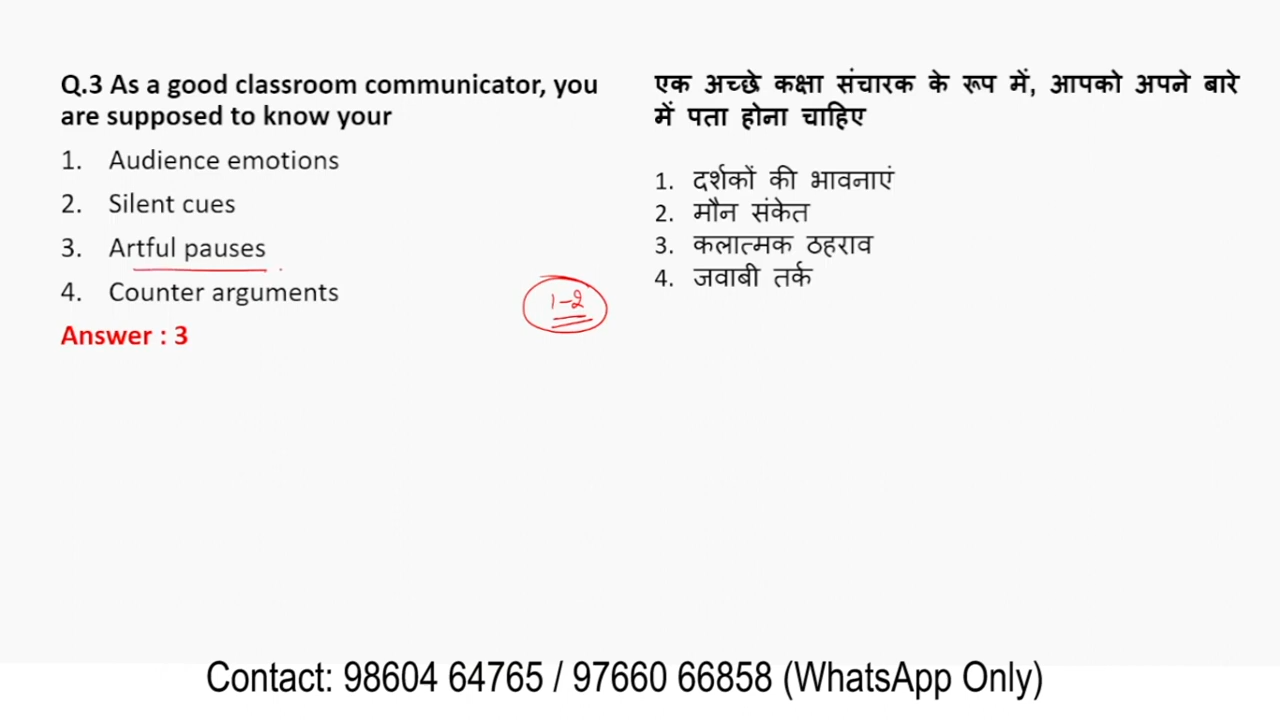 Q.3 As a good classroom communicator, you
are supposed to know your
1. Audience emotions
2. Silent cues
3. Artful pauses
4. Counter arguments
Answer : 3
1-2
एक अच्छे कक्षा संचारक के रूप में, आपको अपने बारे
में पता होना चाहिए
1. दर्शकों की भावनाएं
2. मौन संकेत
3. कलात्मक ठहराव
4. जवाबी तर्क
Contact: 98604 64765 / 97660 66858 (WhatsApp Only)